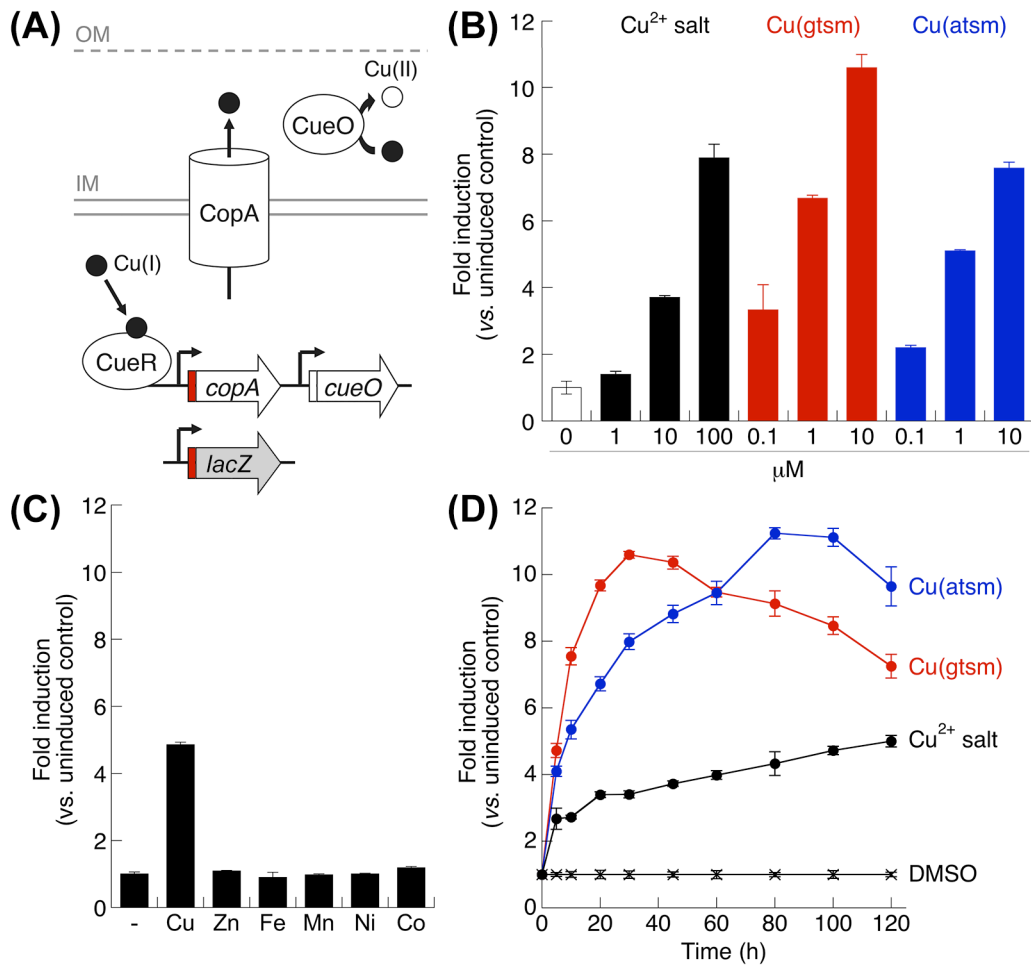 (A)
OM
Cu(II)
CueO
IM
CopA
Cu(I)
CueR
copA
cueO
lacZ
(B)
Cu2+ salt
Cu(gtsm)
Cu(atsm)
Fold induction
(vs. uninduced control)
12
10
8
6
4
2
0
0 1 10 100 0.1 1 10 0.1 1 10
μM
(C)
Fold induction
(vs. uninduced control)
12
10
8
6
4
2
0
- Cu Zn Fe Mn Ni Co
(D)
Fold induction
(vs. uninduced control)
12
10
8
6
4
2
0
Cu(atsm)
Cu(gtsm)
Cu2+ salt
DMSO
0 20 40 60 80 100 120
Time (h)